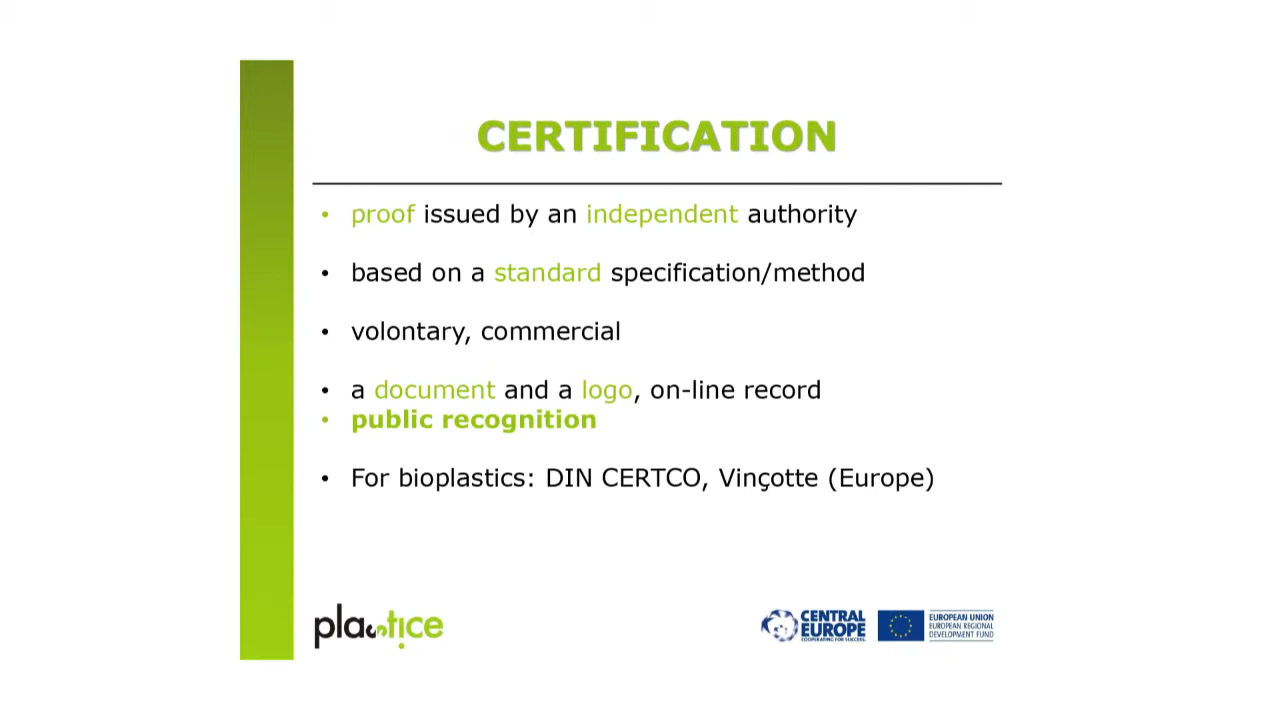 CERTIFICATION
• proof issued by an independent authority
• based on a standard specification/method
• volontary, commercial
• a document and a logo, on-line record
• public recognition
• For bioplastics: DIN CERTCO, Vinçotte (Europe)
plastice
CENTRAL
EUROPE
COOPERATING FOR SUCCESS.
EUROPEAN UNION
EUROPEAN REGIONAL
DEVELOPMENT FUND